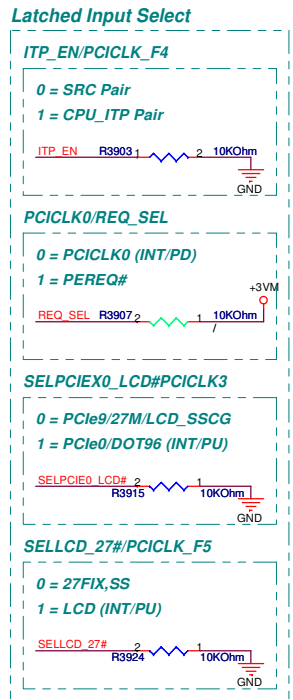 Latched Input Select
ITP_EN/PCICLK_F4
0 = SRC Pair
1 = CPU_ITP Pair
ITP_EN R3903 1 2 10KOhm
GND
PCICLK0/REQ_SEL
0 = PCICLK0 (INT/PD)
1 = PEREQ#
+3VM
REQ_SEL R3907 2 1 10KOhm
/
SELPCIEX0_LCD#PCICLK3
0 = PCIe9/27M/LCD_SSCG
1 = PCIe0/DOT96 (INT/PU)
SELPCIE0_LCD# 2 1
R3915 10KOhm
GND
SELLCD_27#/PCICLK_F5
0 = 27FIX,SS
1 = LCD (INT/PU)
SELLCD_27# 2 1
R3924 10KOhm
GND